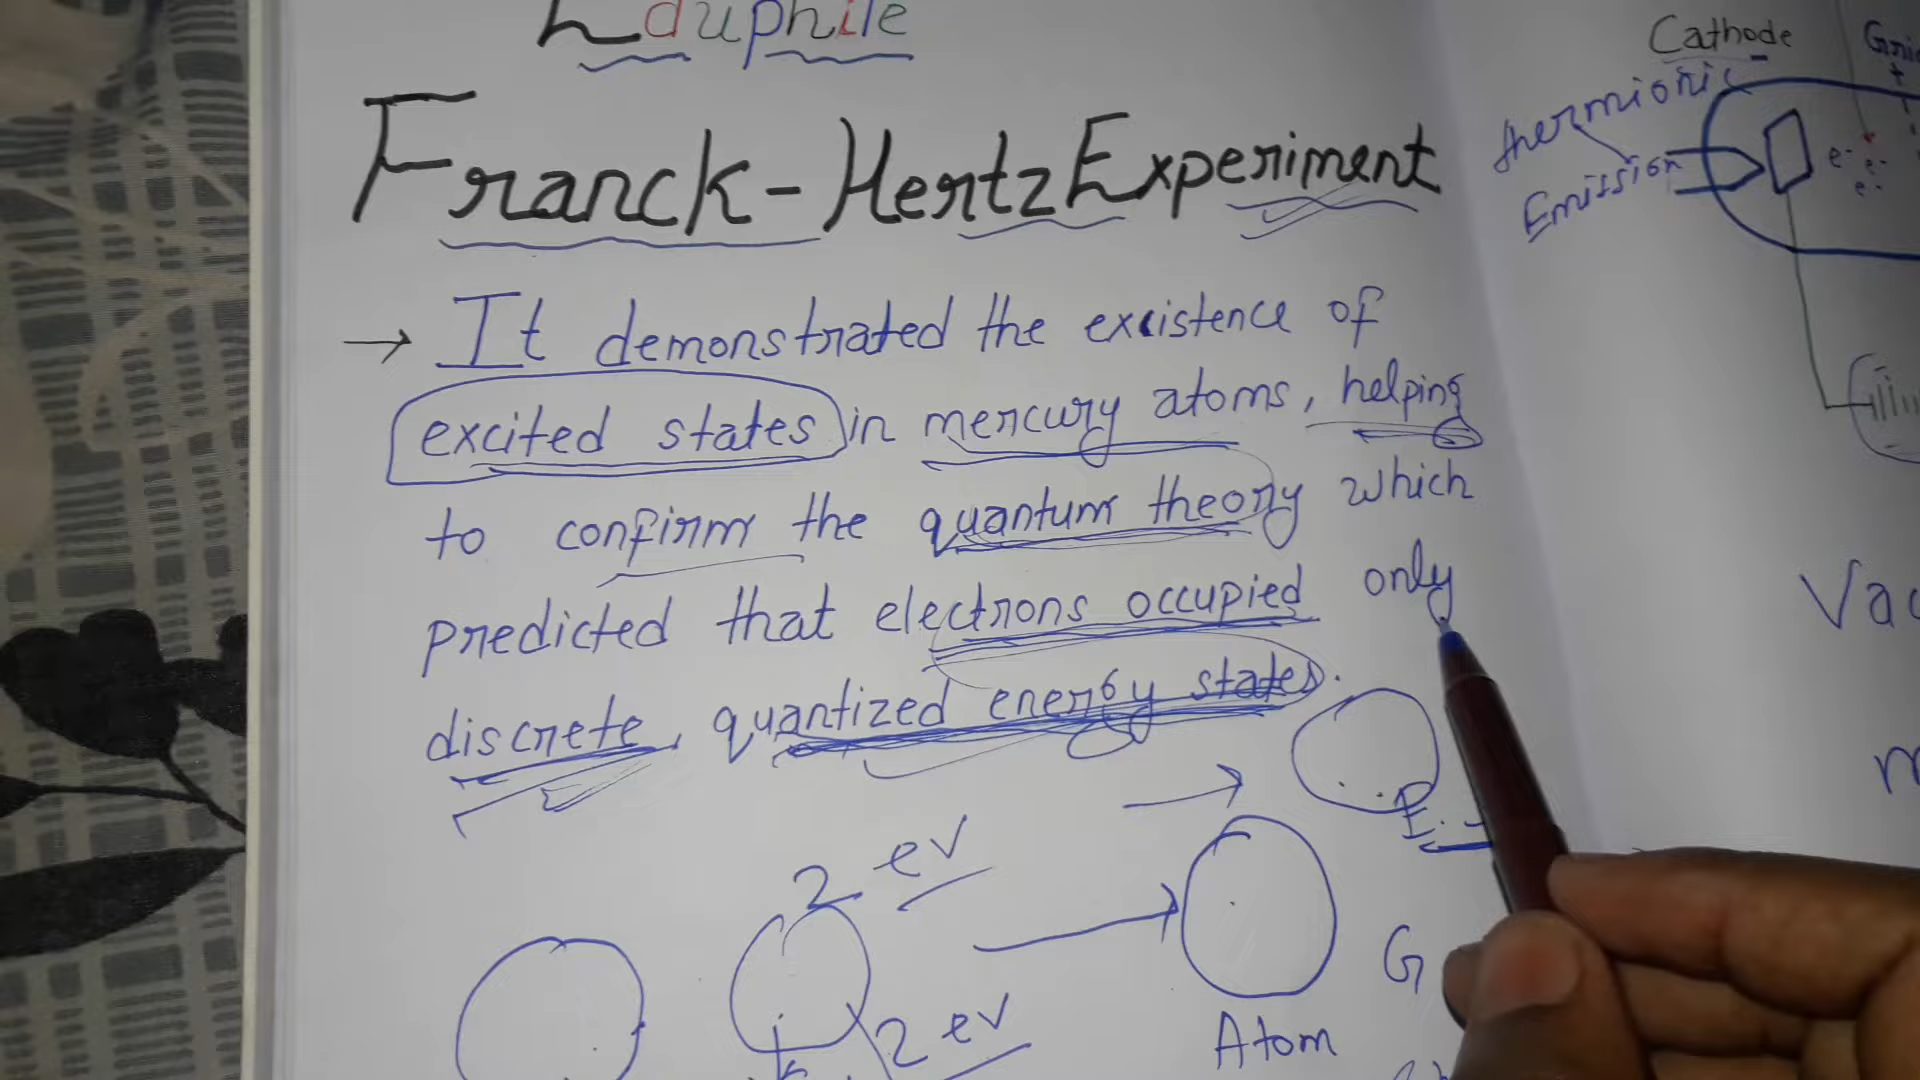 Eduphile
Franck-Hertz Experiment
→ It demonstrated the existence of
excited states in mercury atoms, helping
to confirm the quantum theory which
predicted that electrons occupied only
discrete, quantized energy states.
2 ev
2 ev
Atom
G
Cathode
thermionic
Emission
e-
e-
e-
+